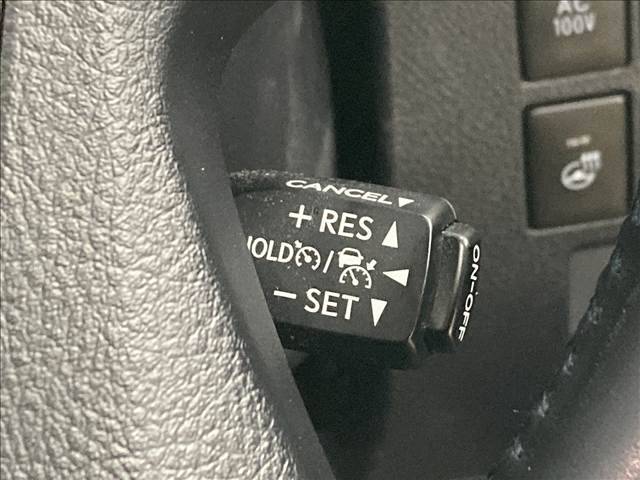 AC
100V
CANCEL▼
+ RES ▲
HOLD / ◀
− SET ▼
ON-OFF